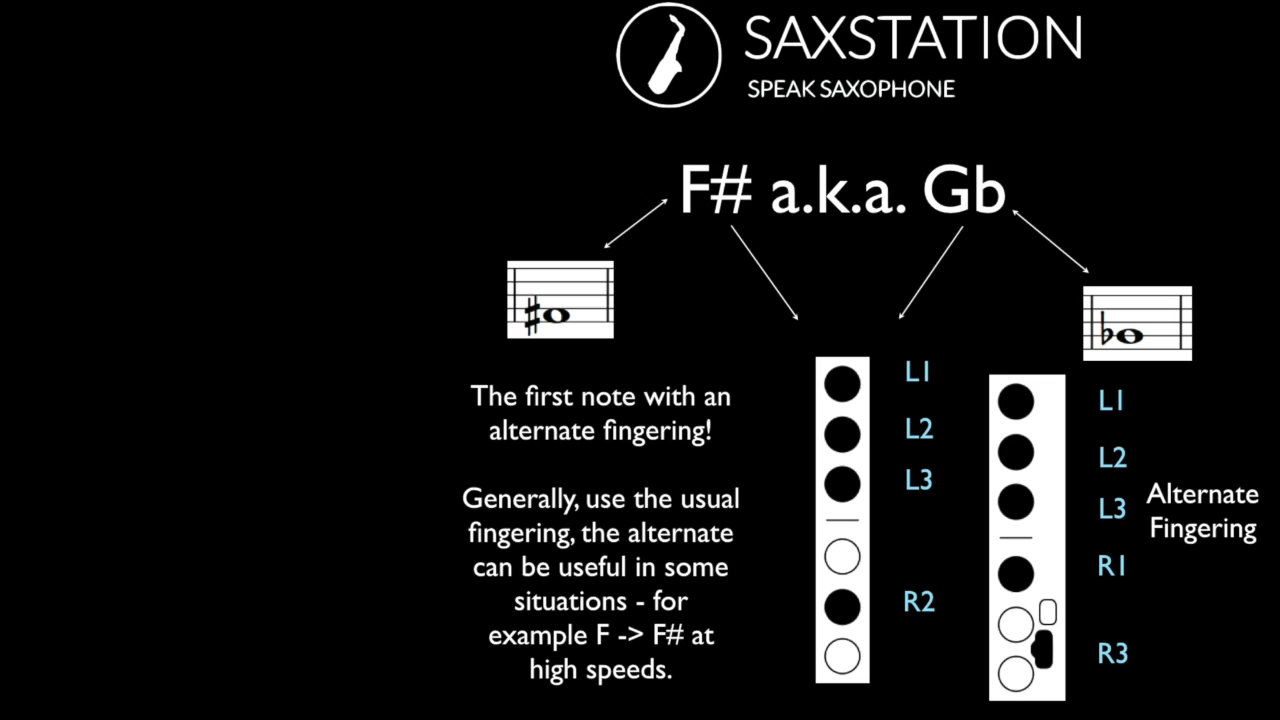 SAXSTATION
SPEAK SAXOPHONE
F# a.k.a. Gb
The first note with an
alternate fingering!
Generally, use the usual
fingering, the alternate
can be useful in some
situations - for
example F -> F# at
high speeds.
L1
L2
L3
R2
L1
L2
L3
R1
R3
Alternate
Fingering